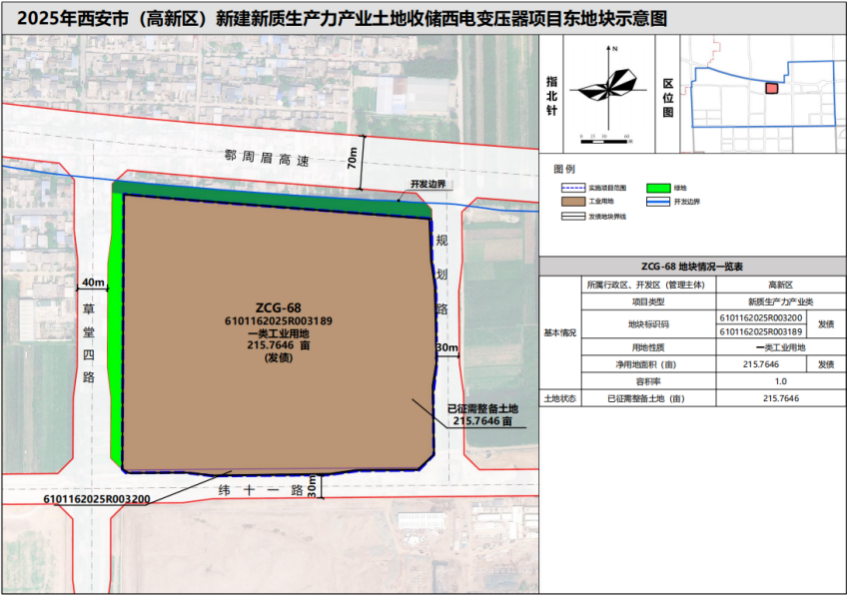 2025年西安市（高新区）新建新质生产力产业土地收储西电变压器项目东地块示意图
鄠周眉高速
70m
开发边界
40m
草堂四路
规划路
30m
ZCG-68
6101162025R003189
一类工业用地
215.7646 亩
(发债)
已征需整备土地
215.7646 亩
6101162025R003200
纬十一路
30m
指北针
N
区位图
图例
实施项目范围
绿地
工业用地
开发边界
发债地块界线
ZCG-68 地块情况一览表
基本情况
所属行政区、开发区（管理主体）
高新区
项目类型
新质生产力产业类
地块标识码
6101162025R003200
6101162025R003189
发债
用地性质
一类工业用地
净用地面积（亩）
215.7646
发债
容积率
1.0
土地状态
已征需整备土地（亩）
215.7646